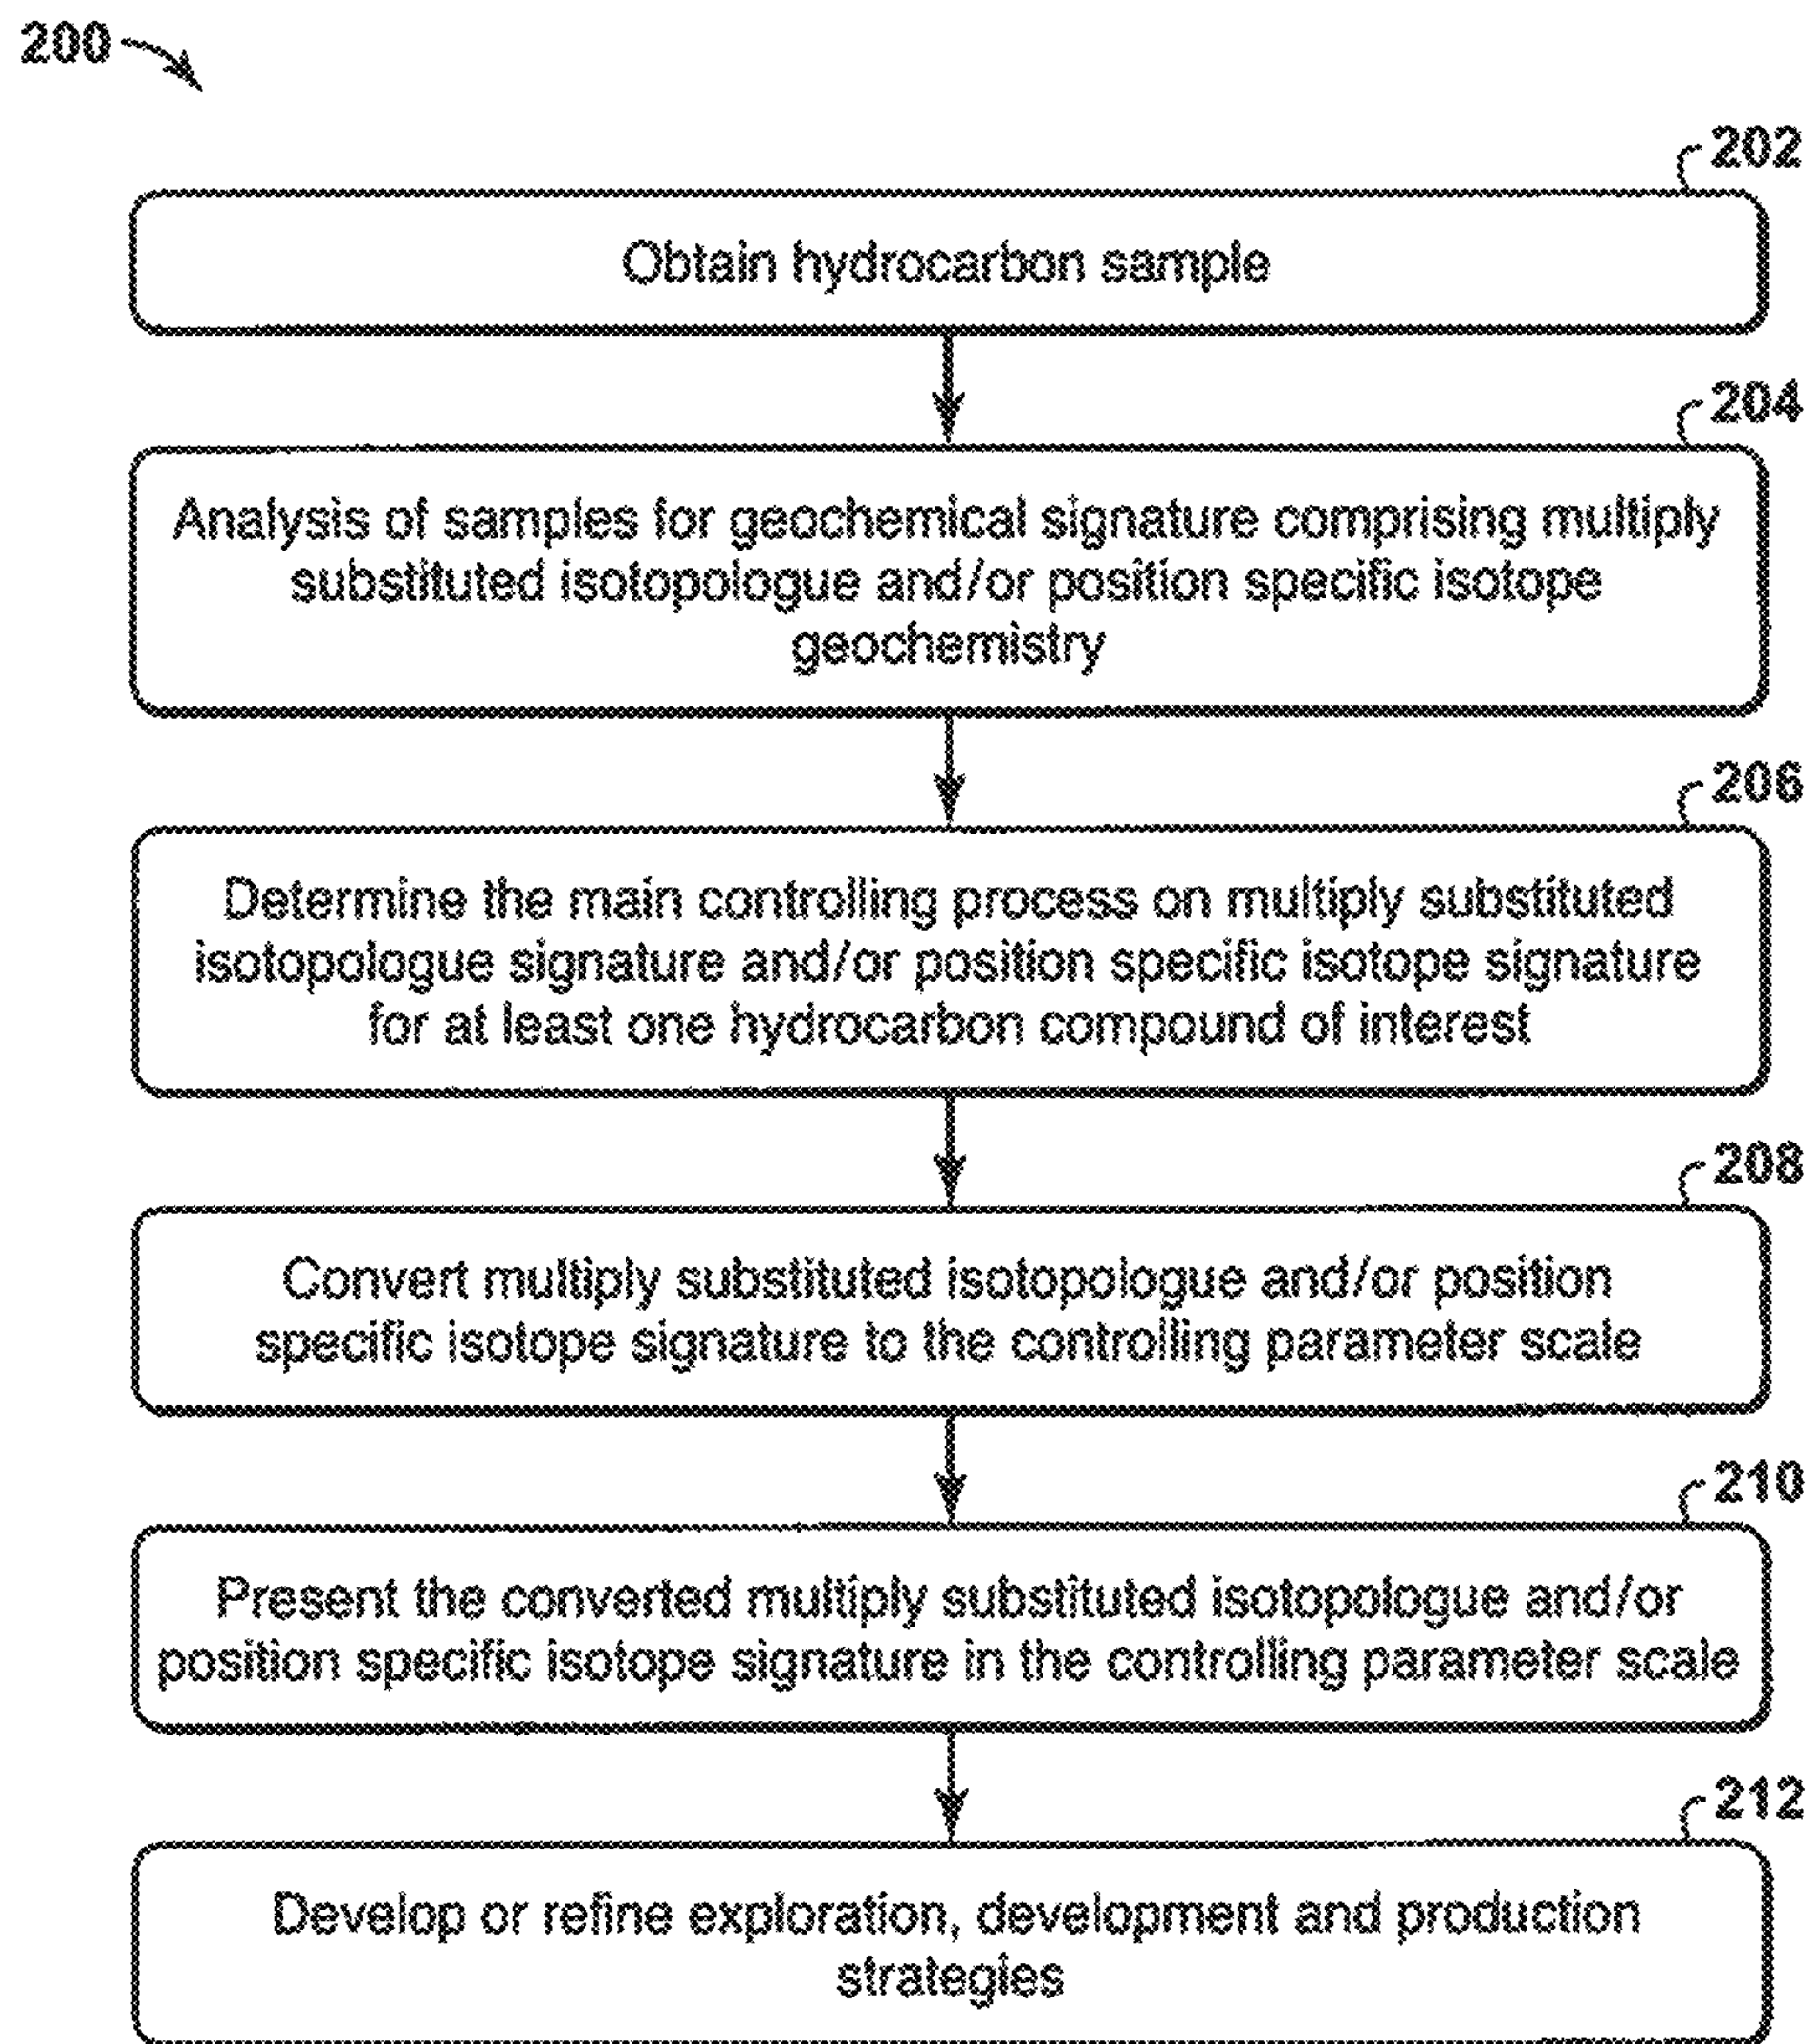 200
202
Obtain hydrocarbon sample
204
Analysis of samples for geochemical signature comprising multiply
substituted isotopologue and/or position specific isotope
geochemistry
206
Determine the main controlling process on multiply substituted
isotopologue signature and/or position specific isotope signature
for at least one hydrocarbon compound of interest
208
Convert multiply substituted isotopologue and/or position
specific isotope signature to the controlling parameter scale
210
Present the converted multiply substituted isotopologue and/or
position specific isotope signature in the controlling parameter scale
212
Develop or refine exploration, development and production
strategies